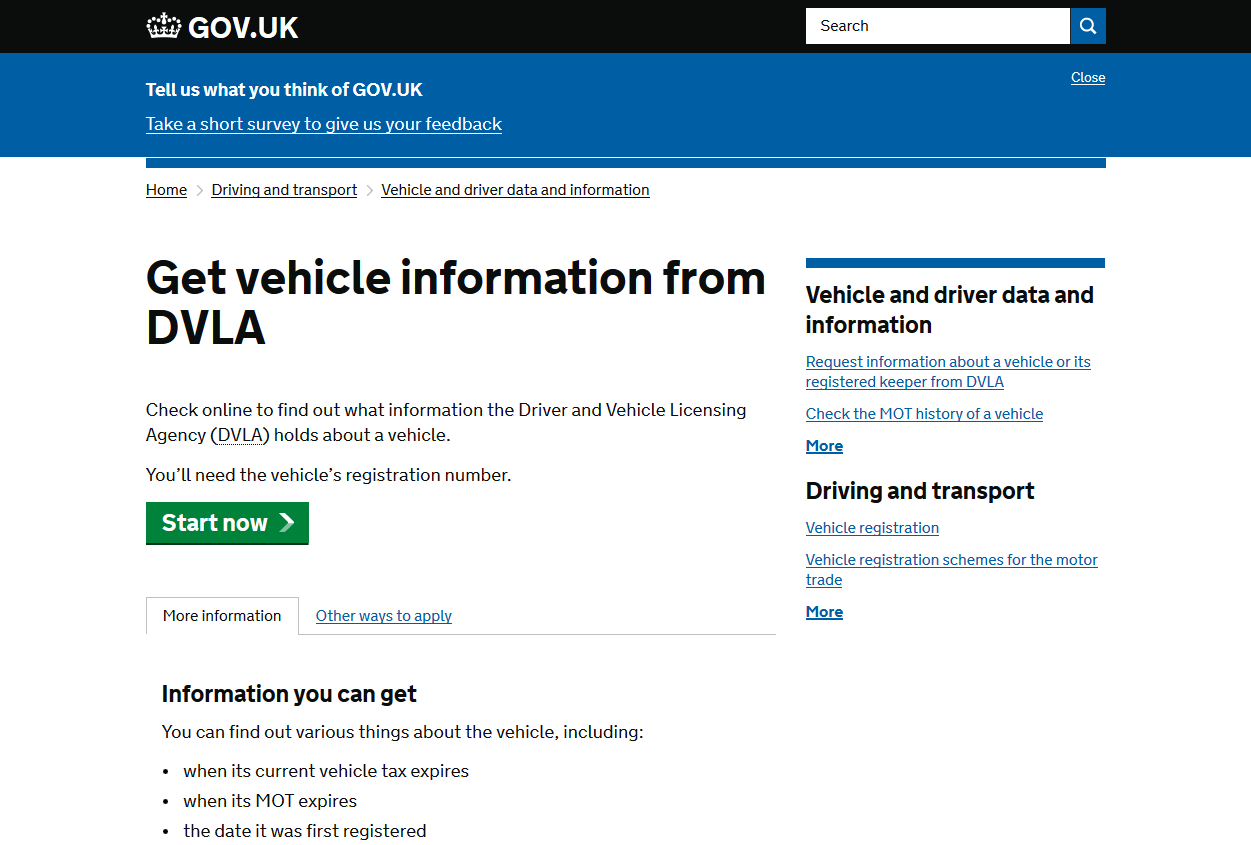 GOV.UK
Search
Tell us what you think of GOV.UK
Close
Take a short survey to give us your feedback
Home
Driving and transport
Vehicle and driver data and information
Get vehicle information from
DVLA
Check online to find out what information the Driver and Vehicle Licensing
Agency (DVLA) holds about a vehicle.
You’ll need the vehicle’s registration number.
Start now
More information
Other ways to apply
Information you can get
You can find out various things about the vehicle, including:
• when its current vehicle tax expires
• when its MOT expires
• the date it was first registered
Vehicle and driver data and
information
Request information about a vehicle or its
registered keeper from DVLA
Check the MOT history of a vehicle
More
Driving and transport
Vehicle registration
Vehicle registration schemes for the motor
trade
More